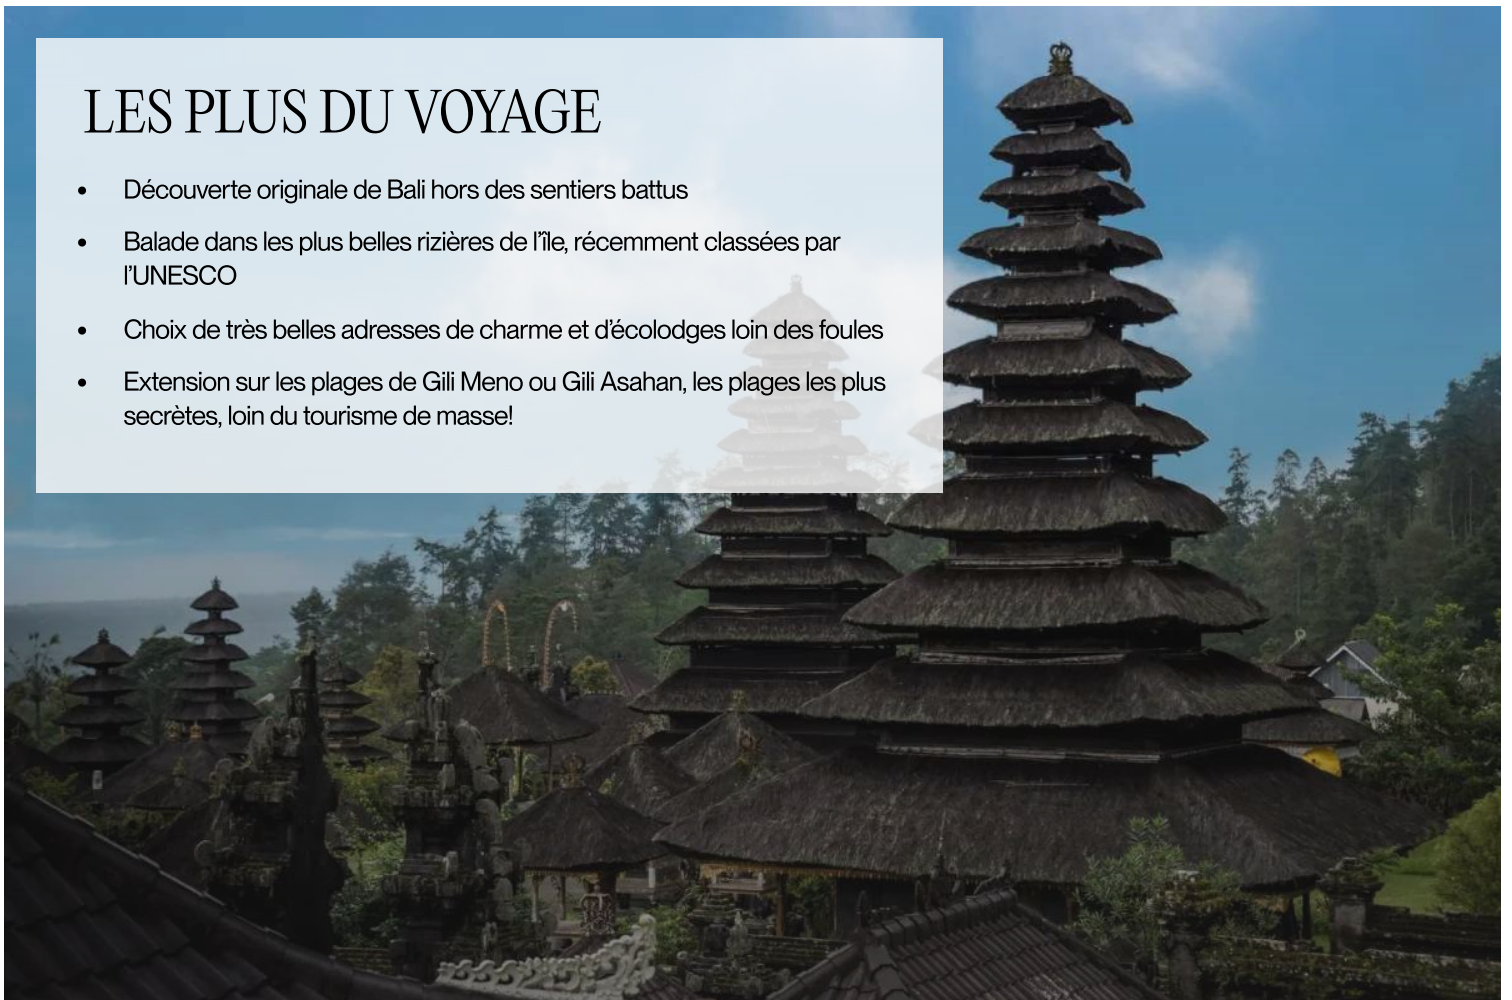 LES PLUS DU VOYAGE
• Découverte originale de Bali hors des sentiers battus
• Balade dans les plus belles rizières de l’île, récemment classées par
l’UNESCO
• Choix de très belles adresses de charme et d’écolodges loin des foules
• Extension sur les plages de Gili Meno ou Gili Asahan, les plages les plus
secrètes, loin du tourisme de masse!